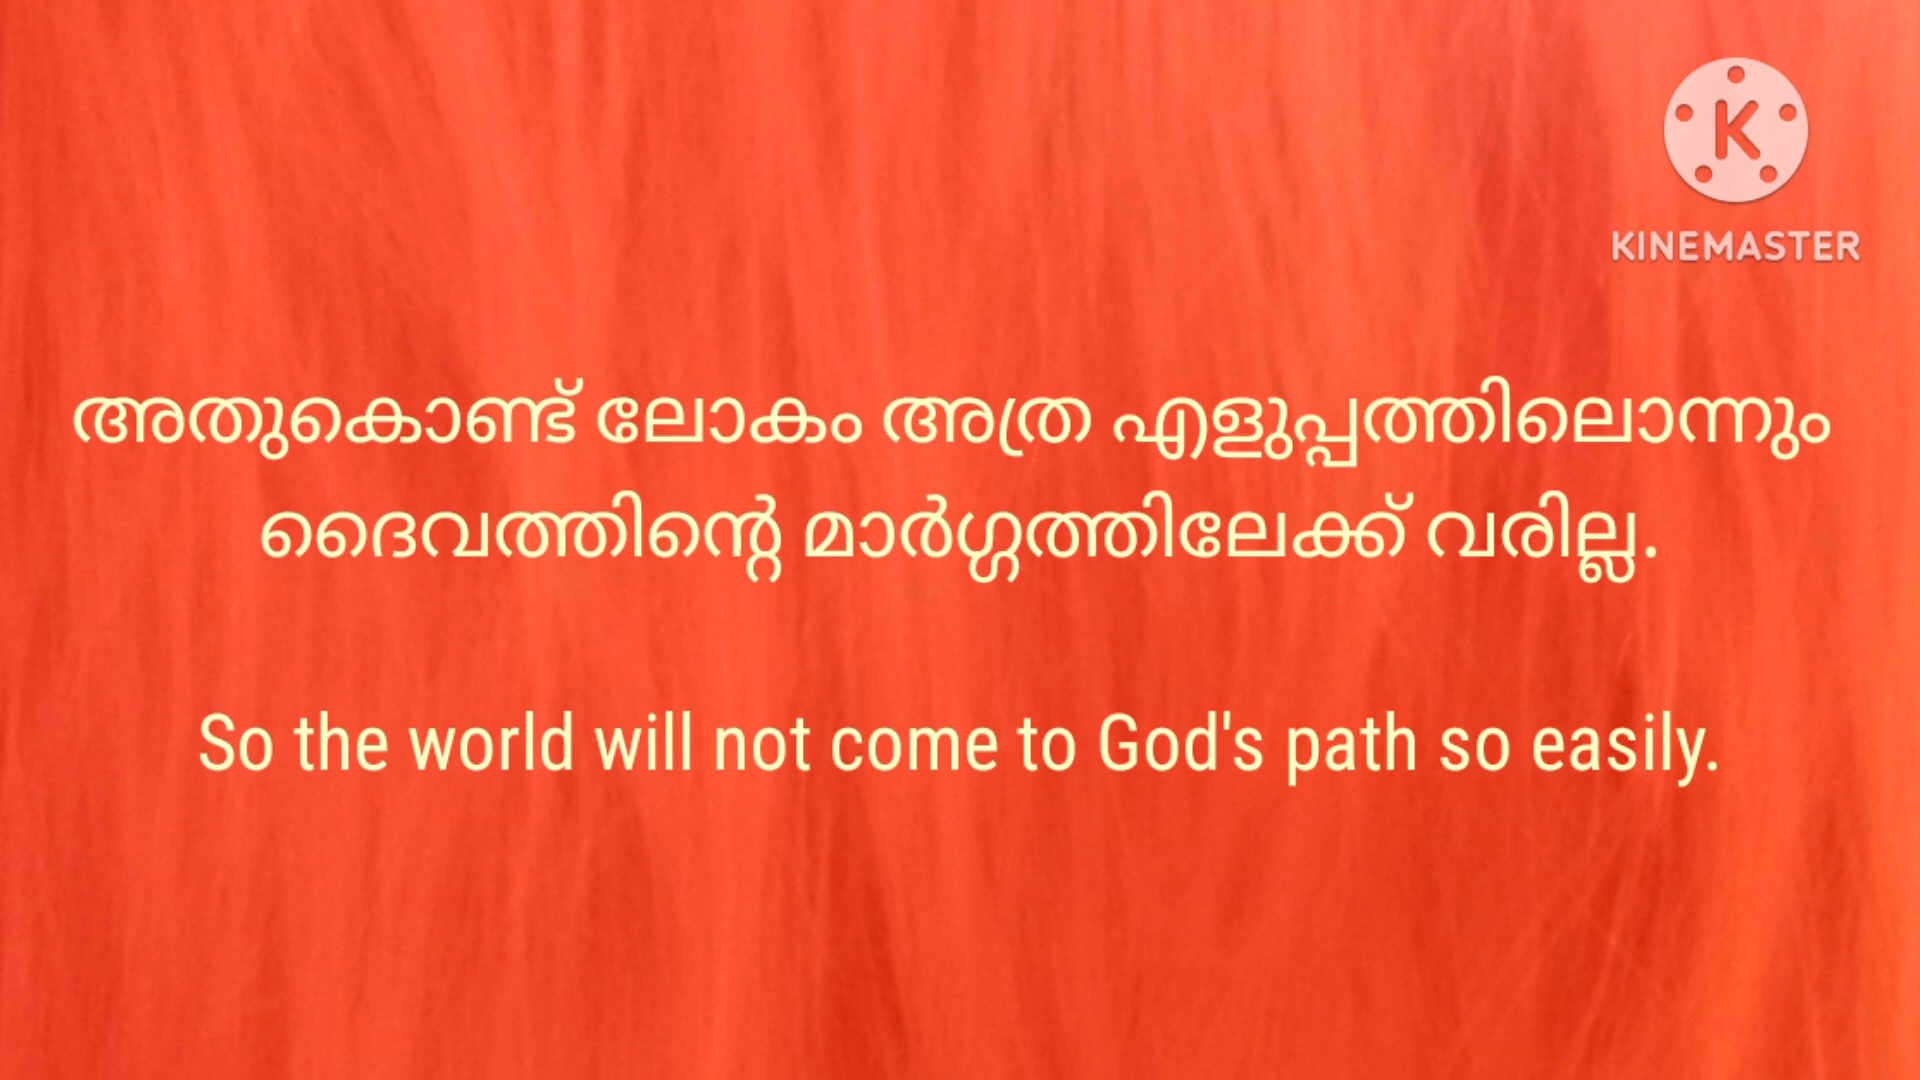 K
KINEMASTER
അതുകൊണ്ട് ലോകം അത്ര എളുപ്പത്തിലൊന്നും
ദൈവത്തിന്റെ മാർഗ്ഗത്തിലേക്ക് വരില്ല.
So the world will not come to God's path so easily.